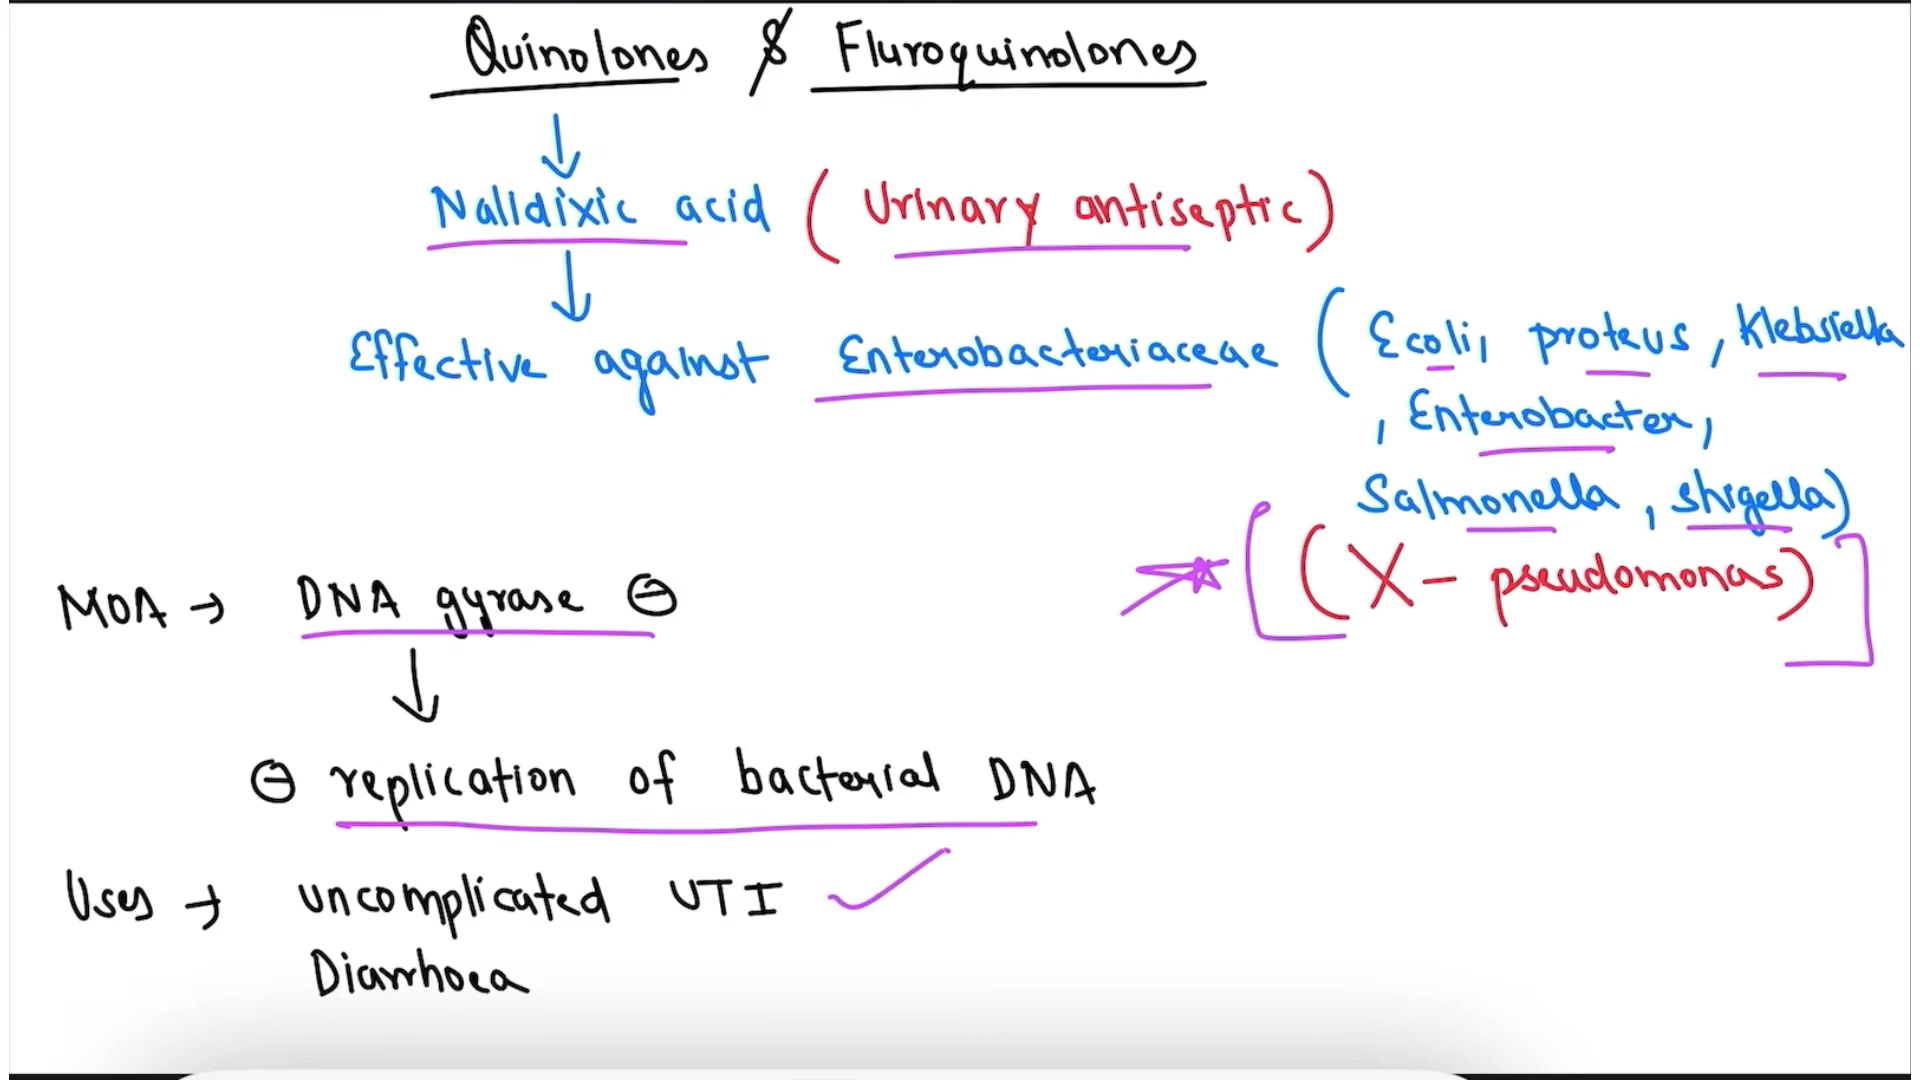 Quinolones & Fluroquinolones
Nalidixic acid (Urinary antiseptic)
Effective against Enterobacteriaceae (Ecoli, proteus, Klebsiella
, Enterobacter,
Salmonella, shigella)
(X - pseudomonas)
MOA → DNA gyrase ⊖
⊖ replication of bacterial DNA
Uses → uncomplicated UTI ✓
Diarrhoea